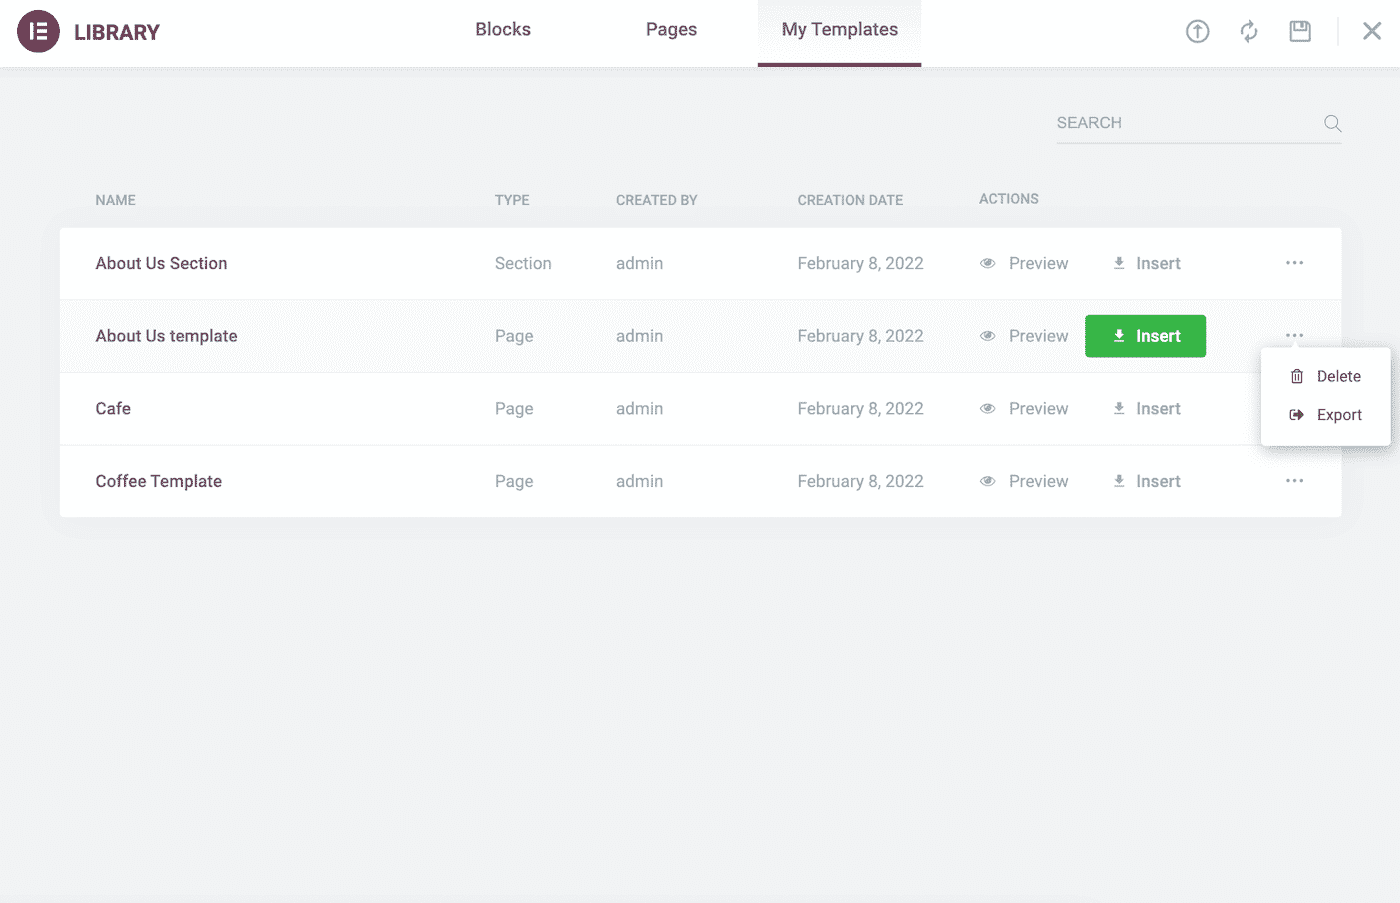 LIBRARY Blocks Pages My Templates
SEARCH
NAME TYPE CREATED BY CREATION DATE ACTIONS
About Us Section Section admin February 8, 2022 Preview Insert
About Us template Page admin February 8, 2022 Preview Insert
Delete
Cafe Page admin February 8, 2022 Preview Insert
Export
Coffee Template Page admin February 8, 2022 Preview Insert